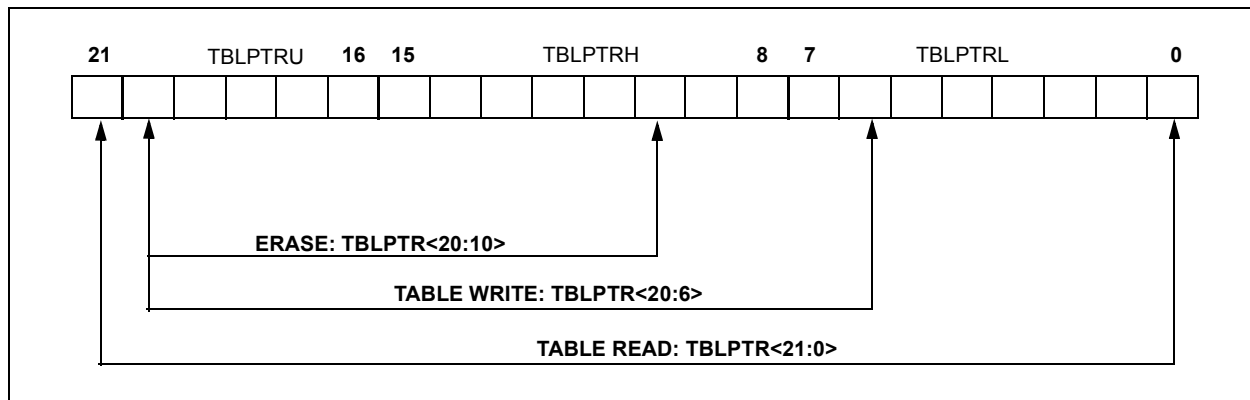 21 TBLPTRU 16 15 TBLPTRH 8 7 TBLPTRL 0
ERASE: TBLPTR<20:10>
TABLE WRITE: TBLPTR<20:6>
TABLE READ: TBLPTR<21:0>